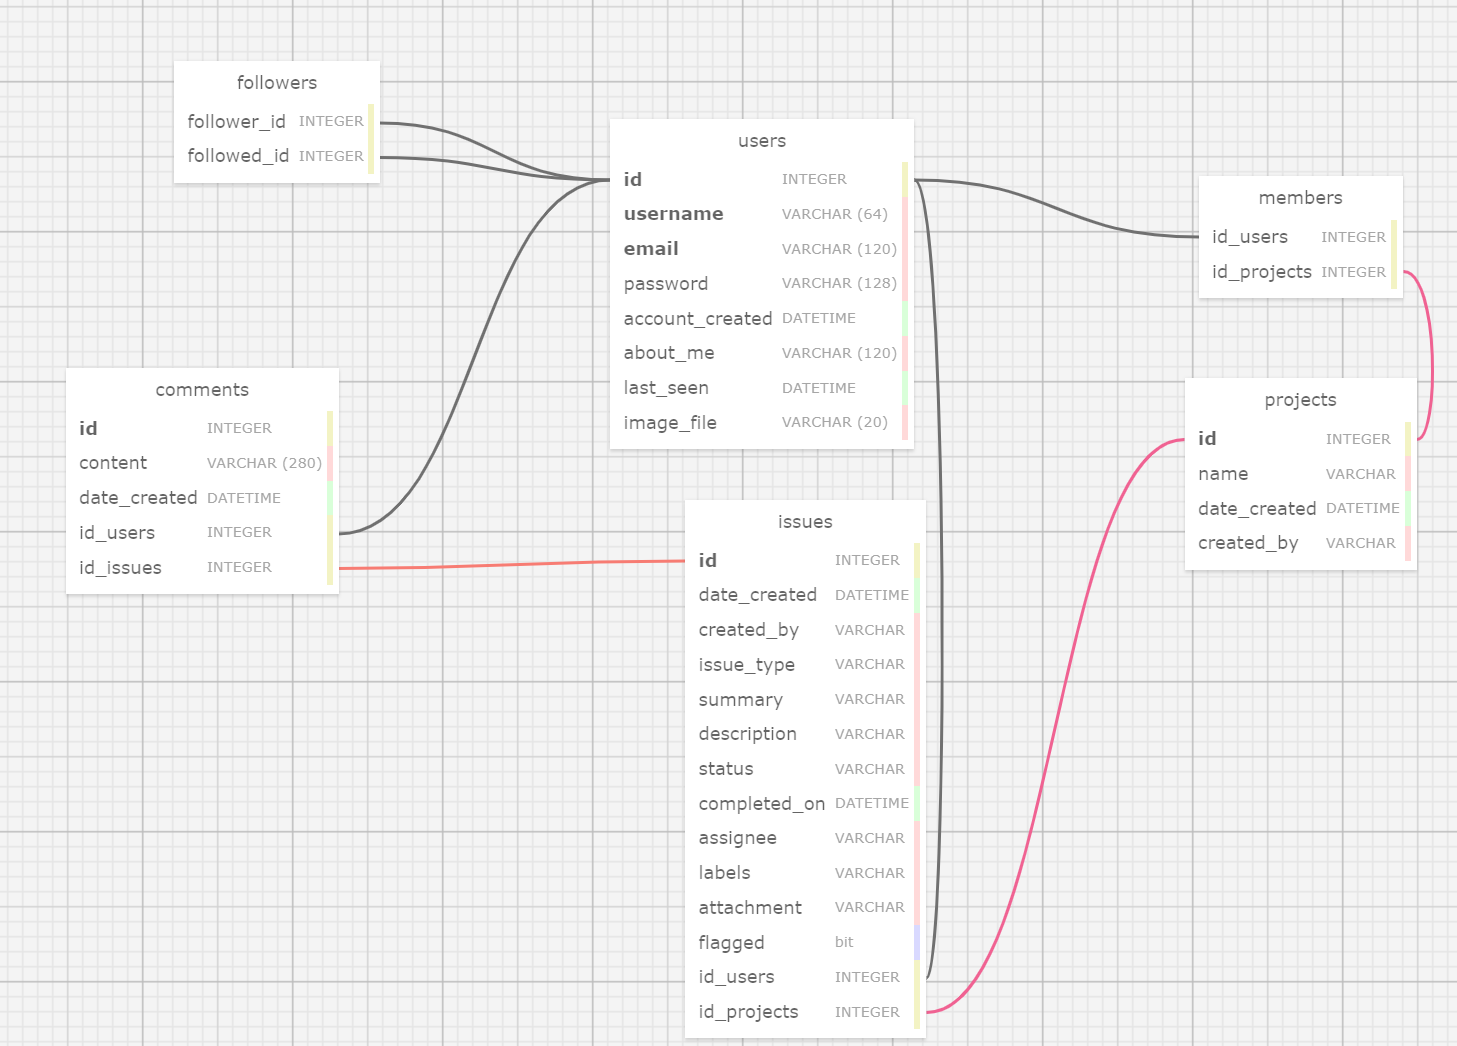 followers
follower_id INTEGER
followed_id INTEGER
users
id INTEGER
username VARCHAR (64)
email VARCHAR (120)
password VARCHAR (128)
account_created DATETIME
about_me VARCHAR (120)
last_seen DATETIME
image_file VARCHAR (20)
members
id_users INTEGER
id_projects INTEGER
comments
id INTEGER
content VARCHAR (280)
date_created DATETIME
id_users INTEGER
id_issues INTEGER
projects
id INTEGER
name VARCHAR
date_created DATETIME
created_by VARCHAR
issues
id INTEGER
date_created DATETIME
created_by VARCHAR
issue_type VARCHAR
summary VARCHAR
description VARCHAR
status VARCHAR
completed_on DATETIME
assignee VARCHAR
labels VARCHAR
attachment VARCHAR
flagged bit
id_users INTEGER
id_projects INTEGER